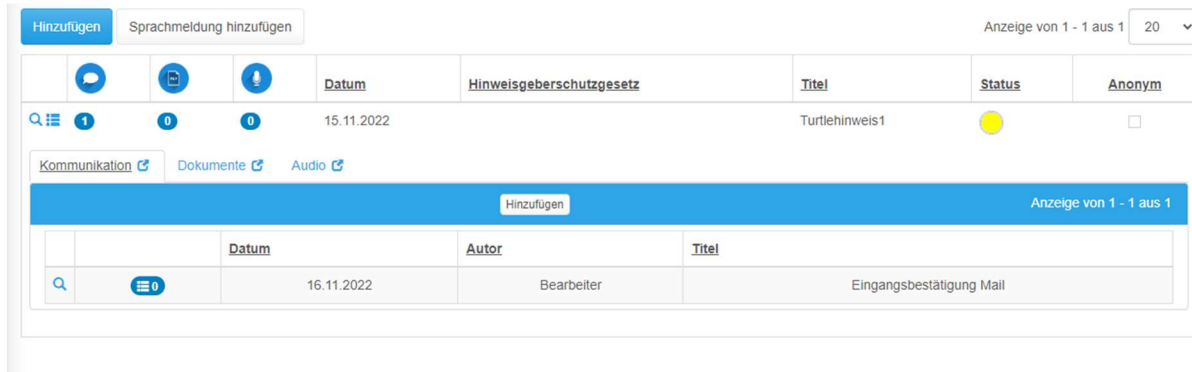 Hinzufügen Sprachmeldung hinzufügen Anzeige von 1 - 1 aus 1 20
Datum Hinweisgeberschutzgesetz Titel Status Anonym
1 0 0 15.11.2022 Turtlehinweis1
Kommunikation Dokumente Audio
Hinzufügen Anzeige von 1 - 1 aus 1
Datum Autor Titel
0 16.11.2022 Bearbeiter Eingangsbestätigung Mail